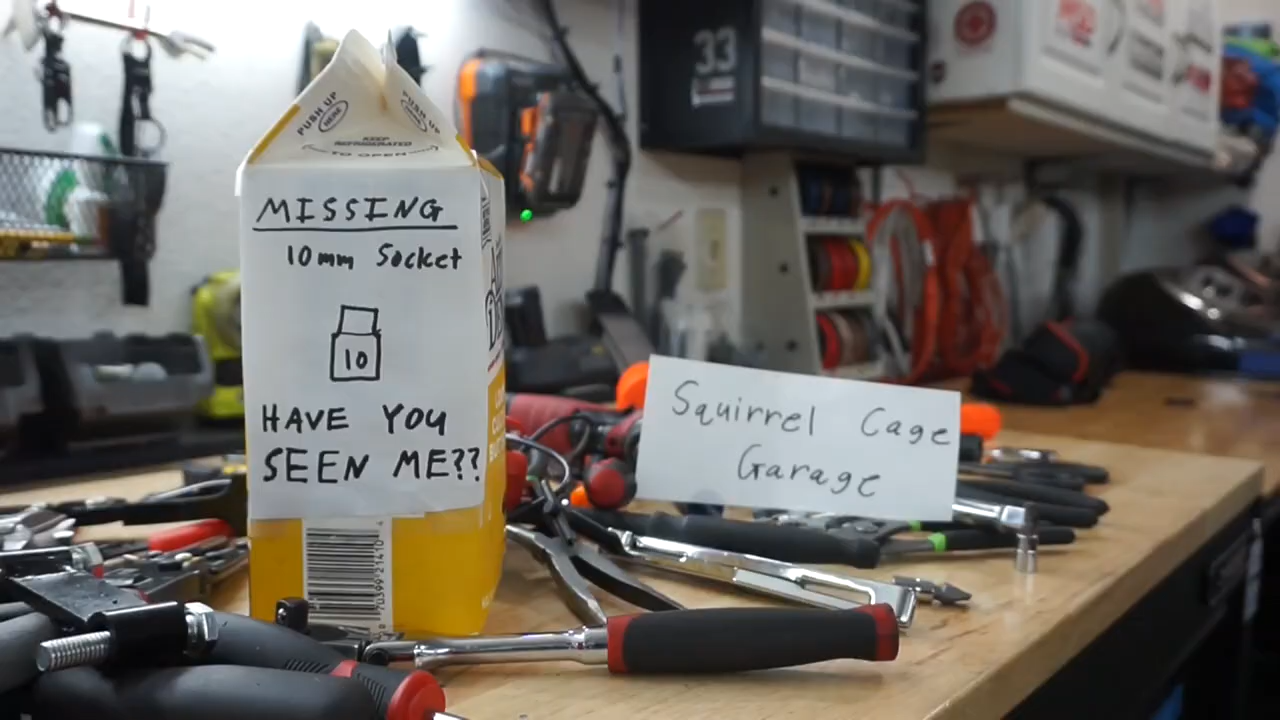 33
PUSH UP
HERE
PUSH UP
KEEP
REFRIGERATED
TO OPEN
MISSING
10mm Socket
10
HAVE YOU
SEEN ME??
Squirrel Cage
Garage